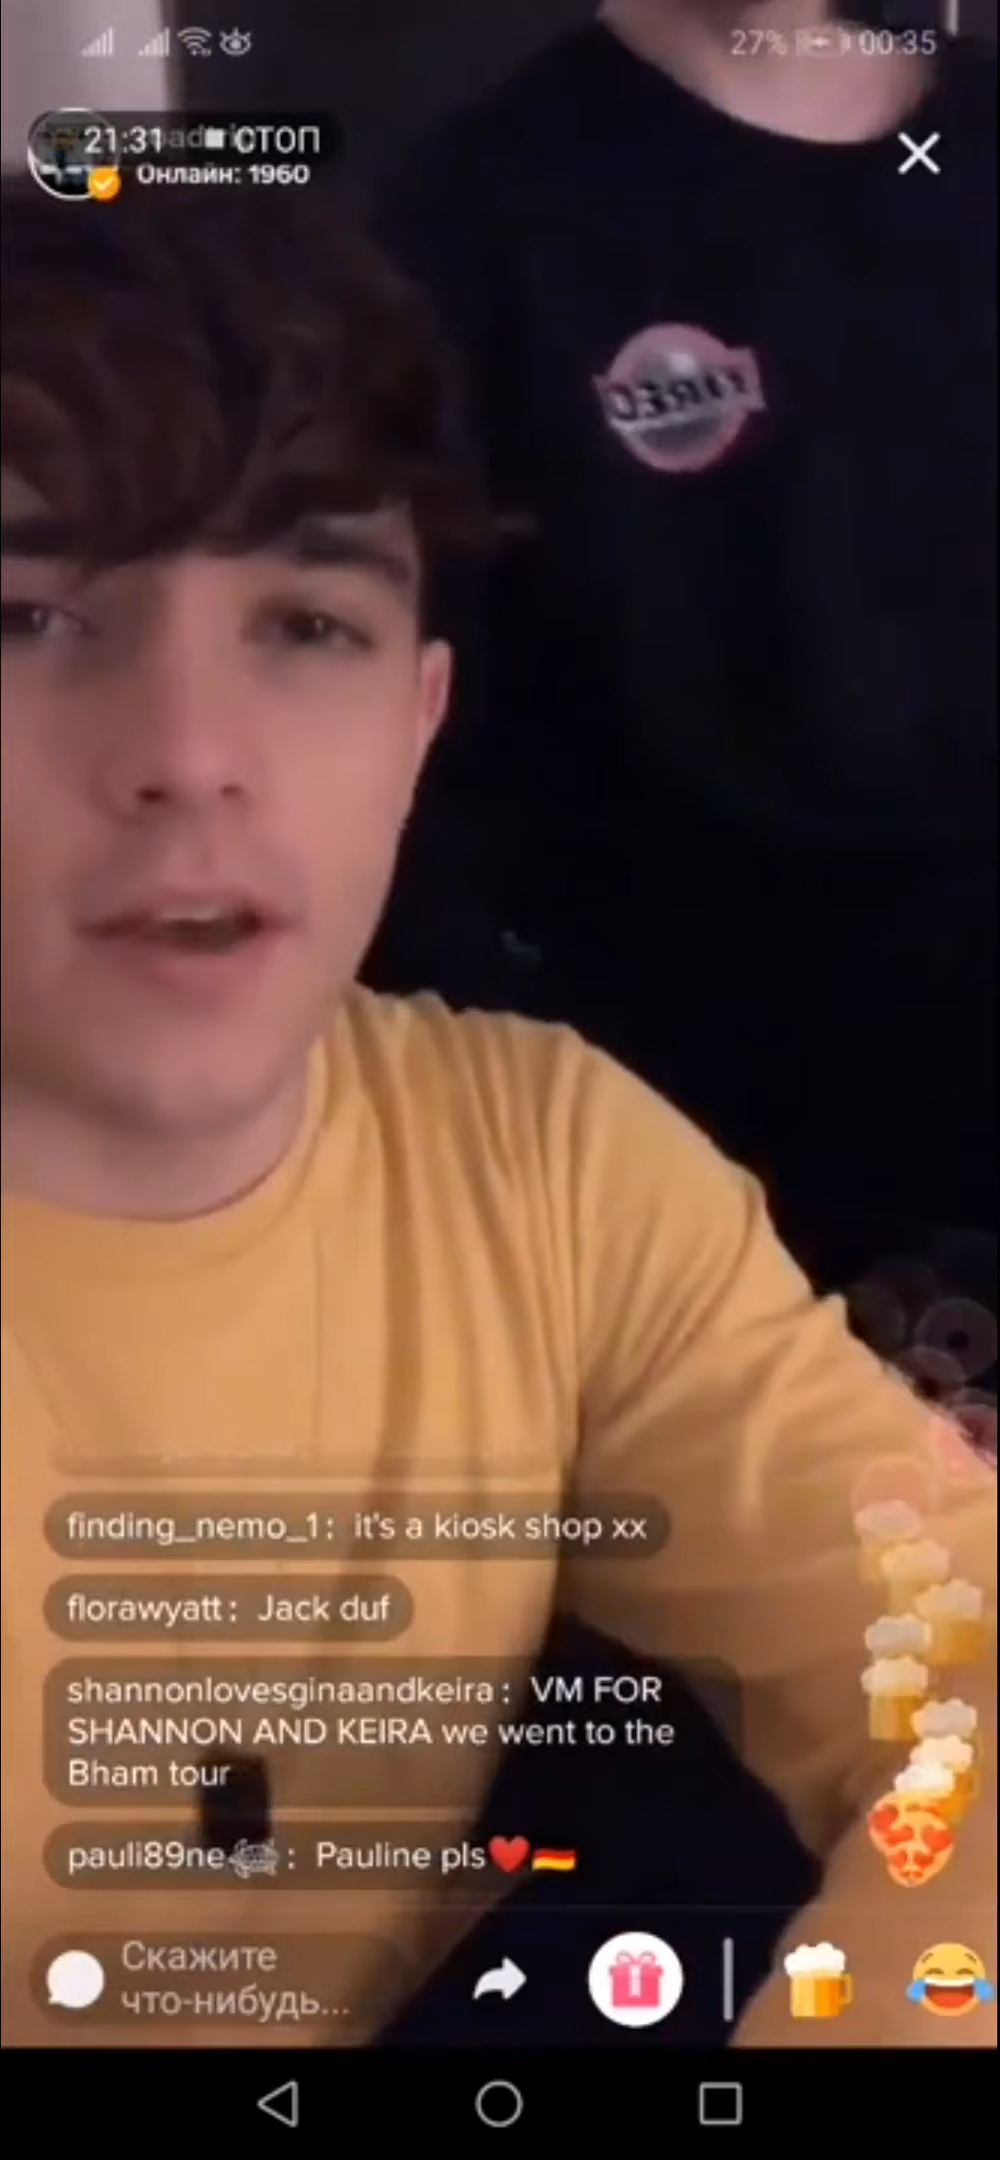 27% 00:35
21:31 СТОП
Онлайн: 1960
finding_nemo_1: it's a kiosk shop xx
florawyatt: Jack duf
shannonlovesginaandkeira: VM FOR
SHANNON AND KEIRA we went to the
Bham tour
pauli89ne🐢: Pauline pls❤️🇩🇪
Скажите
что-нибудь...